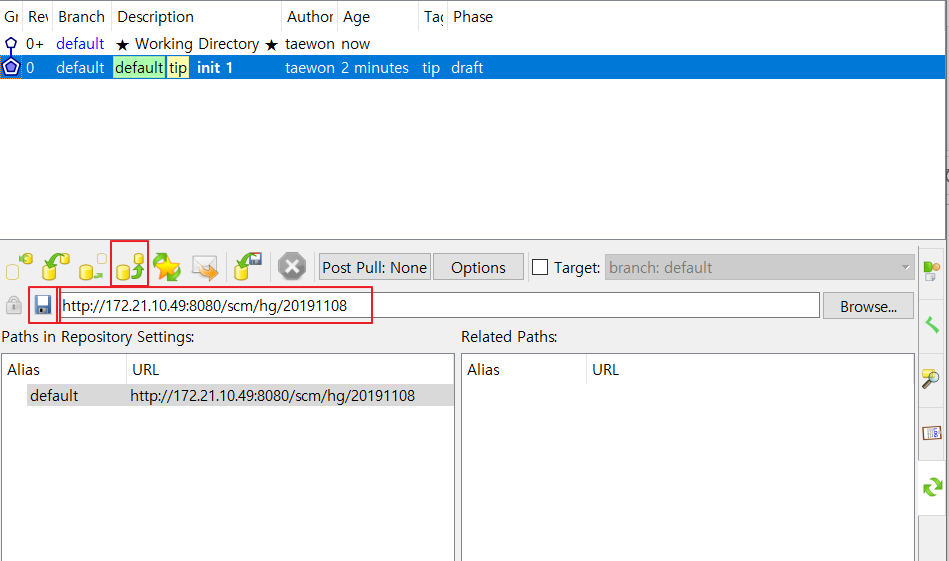 Gr Rev Branch Description Author Age Tag Phase
0+ default ★ Working Directory ★ taewon now
0 default default tip init 1 taewon 2 minutes tip draft
Post Pull: None Options Target: branch: default
http://172.21.10.49:8080/scm/hg/20191108 Browse...
Paths in Repository Settings: Related Paths:
Alias URL Alias URL
default http://172.21.10.49:8080/scm/hg/20191108